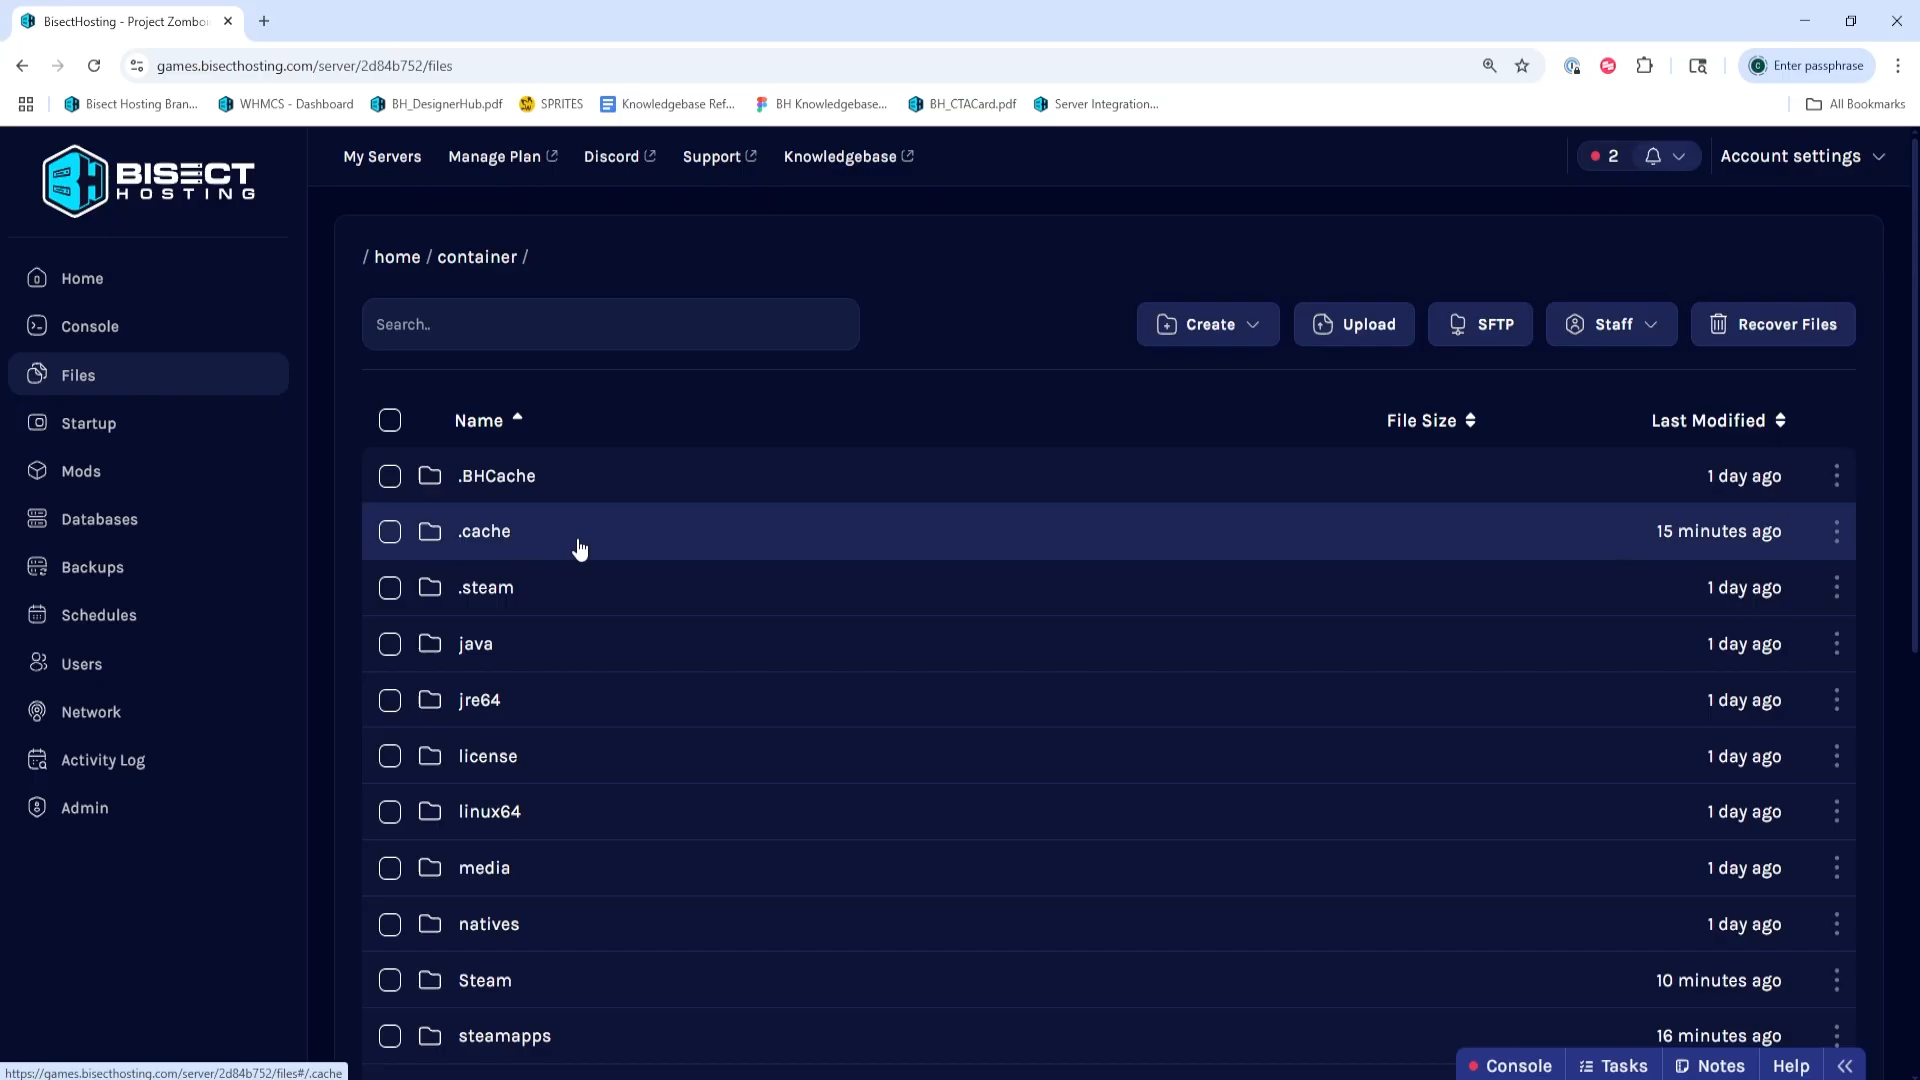 BisectHosting - Project Zomboi
games.bisecthosting.com/server/2d84b752/files
Enter passphrase
Bisect Hosting Bran...
WHMCS - Dashboard
BH_DesignerHub.pdf
SPRITES
Knowledgebase Ref...
BH Knowledgebase...
BH_CTACard.pdf
Server Integration...
All Bookmarks
BISECT
HOSTING
My Servers
Manage Plan
Discord
Support
Knowledgebase
2
Account settings
Home
Console
Files
Startup
Mods
Databases
Backups
Schedules
Users
Network
Activity Log
Admin
/ home / container /
Search..
Create
Upload
SFTP
Staff
Recover Files
Name
File Size
Last Modified
.BHCache
1 day ago
.cache
15 minutes ago
.steam
1 day ago
java
1 day ago
jre64
1 day ago
license
1 day ago
linux64
1 day ago
media
1 day ago
natives
1 day ago
Steam
10 minutes ago
steamapps
16 minutes ago
Console
Tasks
Notes
Help
https://games.bisecthosting.com/server/2d84b752/files#/.cache